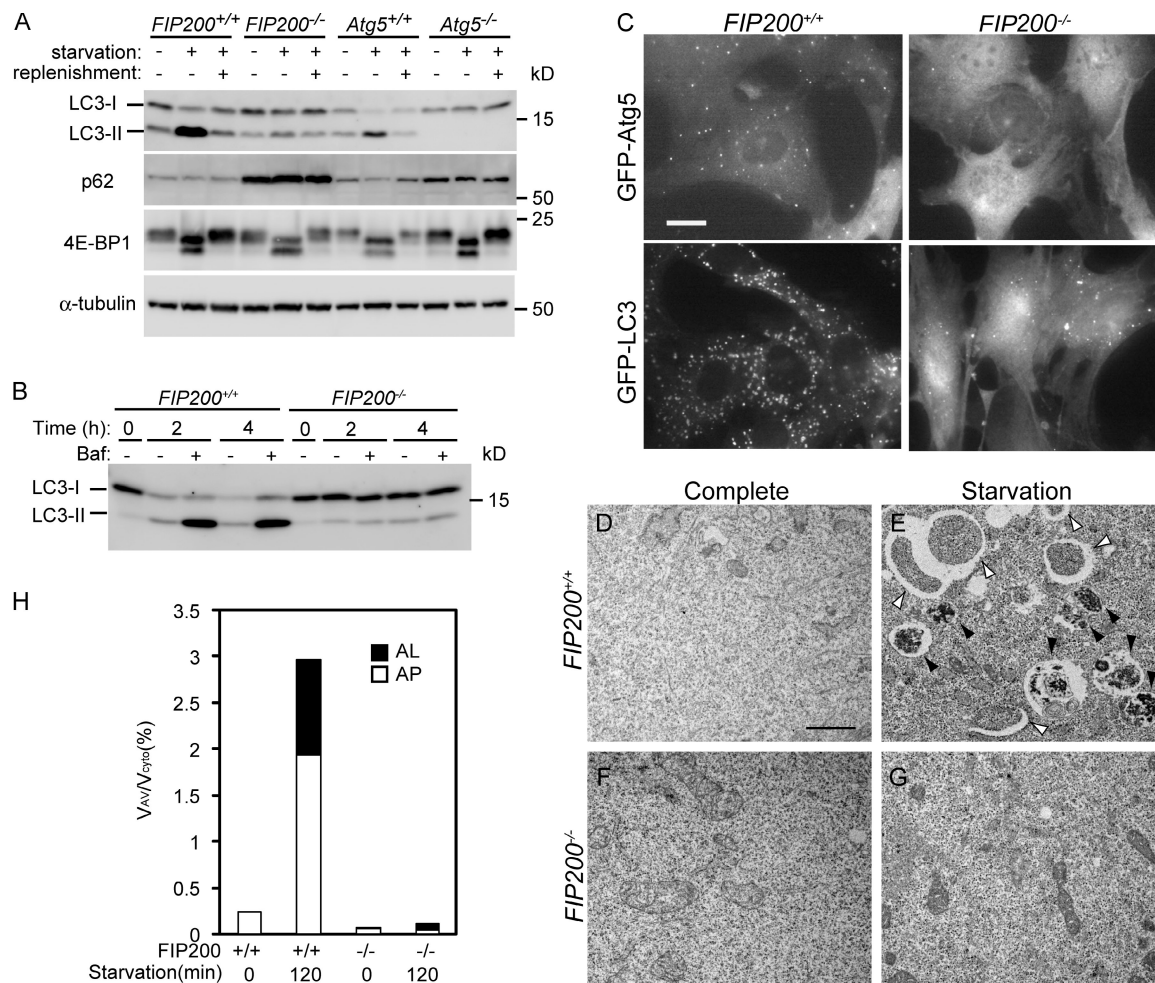 A
FIP200+/+ FIP200-/- Atg5+/+ Atg5-/-
starvation: - + + - + + - + + - + +
replenishment: - - + - - + - - + - - +
kD
LC3-I
15
LC3-II
p62
50
25
4E-BP1
α-tubulin
50
B
FIP200+/+ FIP200-/-
Time (h): 0 2 4 0 2 4
Baf: - - + - + - - + - +
kD
LC3-I
15
LC3-II
C
FIP200+/+ FIP200-/-
GFP-Atg5
GFP-LC3
Complete Starvation
D
E
FIP200+/+
F
G
FIP200-/-
H
3.5
3
2.5
2
1.5
1
0.5
0
VAV/Vcyto(%)
AL
AP
FIP200 +/+ +/+ -/- -/-
Starvation(min) 0 120 0 120